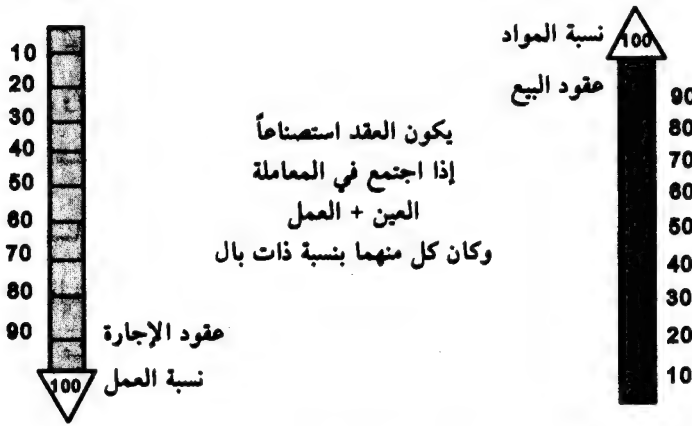 نسبة المواد
100
عقود البيع
90
80
70
60
50
40
30
20
10
يكون العقد استصناعاً
إذا اجتمع في المعاملة
العين + العمل
وكان كل منهما بنسبة ذات بال
10
20
30
40
50
60
70
80
90
عقود الإجارة
نسبة العمل
100